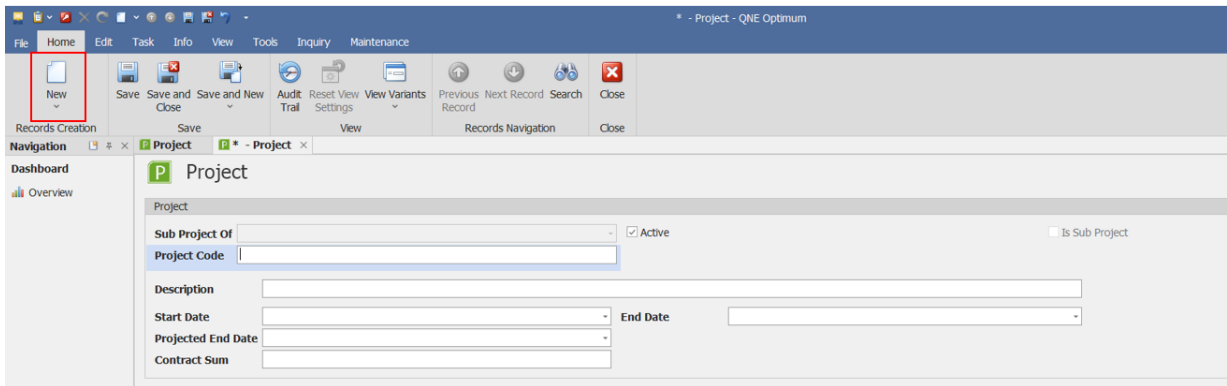 * - Project - QNE Optimum
File Home Edit Task Info View Tools Inquiry Maintenance
New Save Save and Close Save and New Audit Trail Reset View Settings View Variants Previous Record Next Record Search Close
Records Creation Save View Records Navigation Close
Navigation P Project P * - Project
Dashboard
P Project
Overview
Project
Sub Project Of Active Is Sub Project
Project Code
Description
Start Date End Date
Projected End Date
Contract Sum